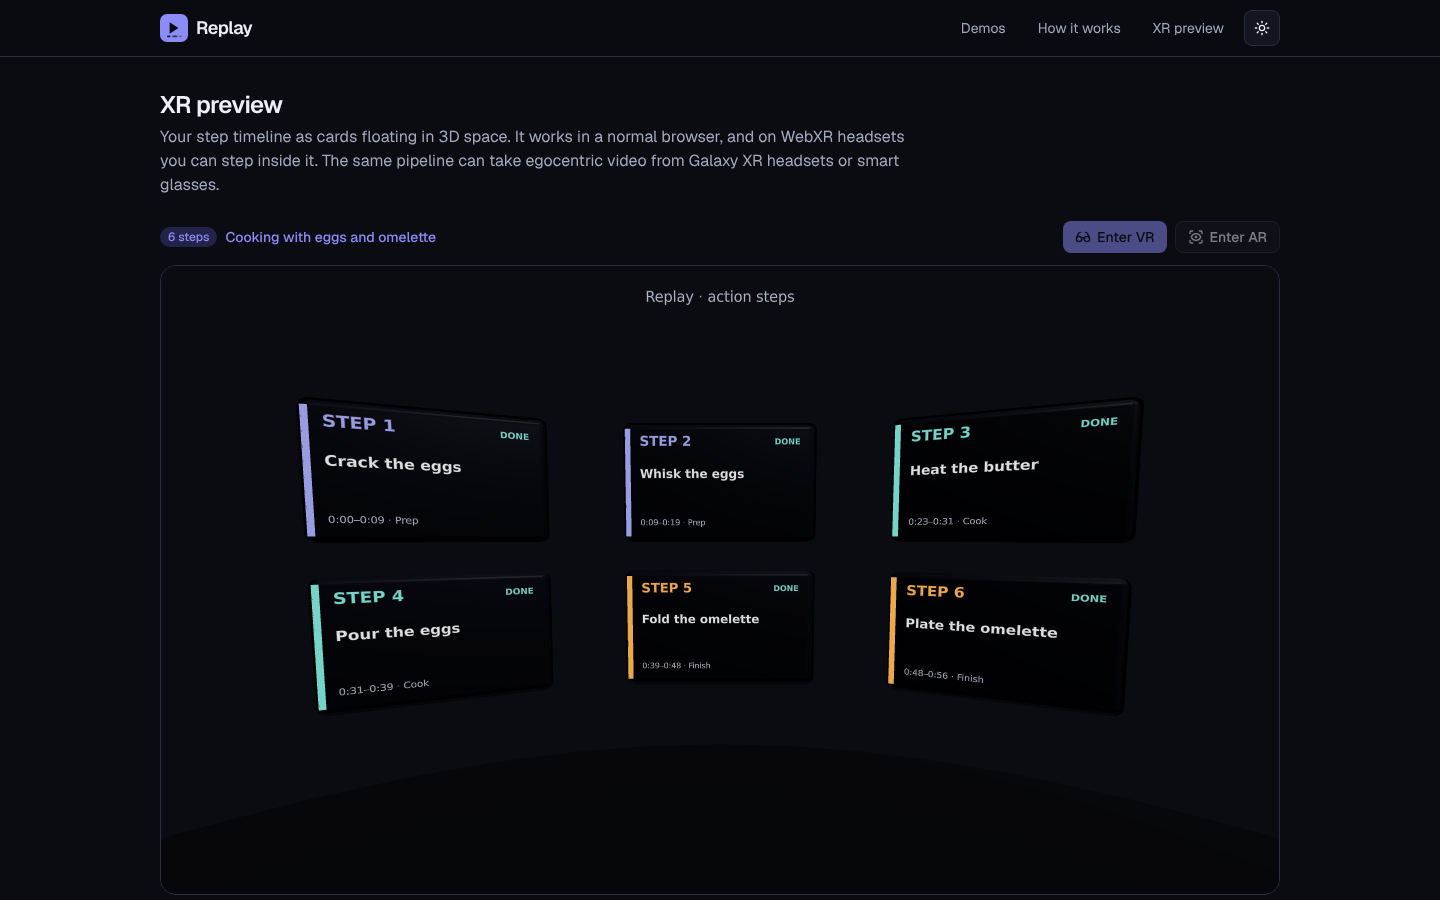 Replay
Demos
How it works
XR preview
XR preview
Your step timeline as cards floating in 3D space. It works in a normal browser, and on WebXR headsets
you can step inside it. The same pipeline can take egocentric video from Galaxy XR headsets or smart
glasses.
6 steps
Cooking with eggs and omelette
Enter VR
Enter AR
Replay · action steps
STEP 1
DONE
Crack the eggs
0:00–0:09 · Prep
STEP 2
DONE
Whisk the eggs
0:09–0:19 · Prep
STEP 3
DONE
Heat the butter
0:23–0:31 · Cook
STEP 4
DONE
Pour the eggs
0:31–0:39 · Cook
STEP 5
DONE
Fold the omelette
0:39–0:48 · Finish
STEP 6
DONE
Plate the omelette
0:48–0:56 · Finish